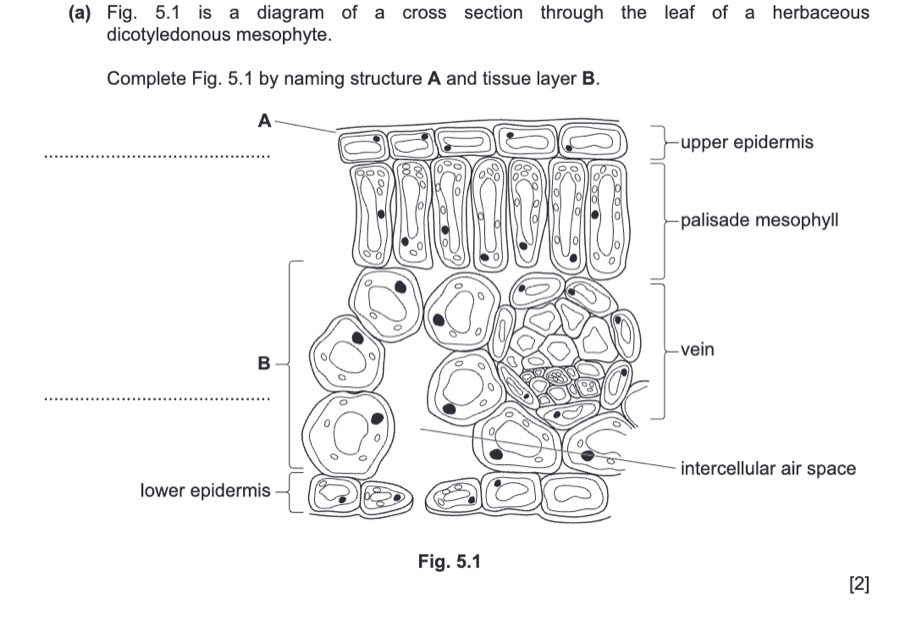 (a) Fig. 5.1 is a diagram of a cross section through the leaf of a herbaceous
dicotyledonous mesophyte.
Complete Fig. 5.1 by naming structure A and tissue layer B.
A
upper epidermis
palisade mesophyll
vein
B
intercellular air space
lower epidermis
Fig. 5.1
[2]